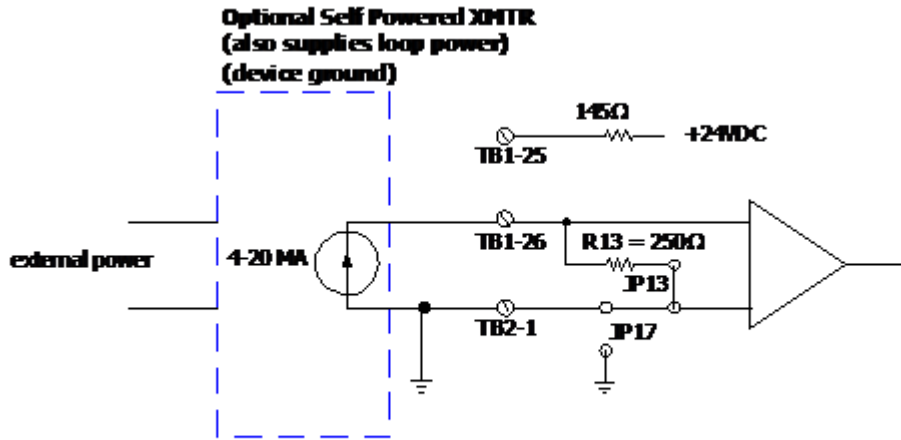 Optional Self Powered XMTR
(also supplies loop power)
(device ground)
145Ω
+24VDC
TB1-25
TB1-26
R13 = 250Ω
external power
4-20 MA
JP13
TB2-1
JP17